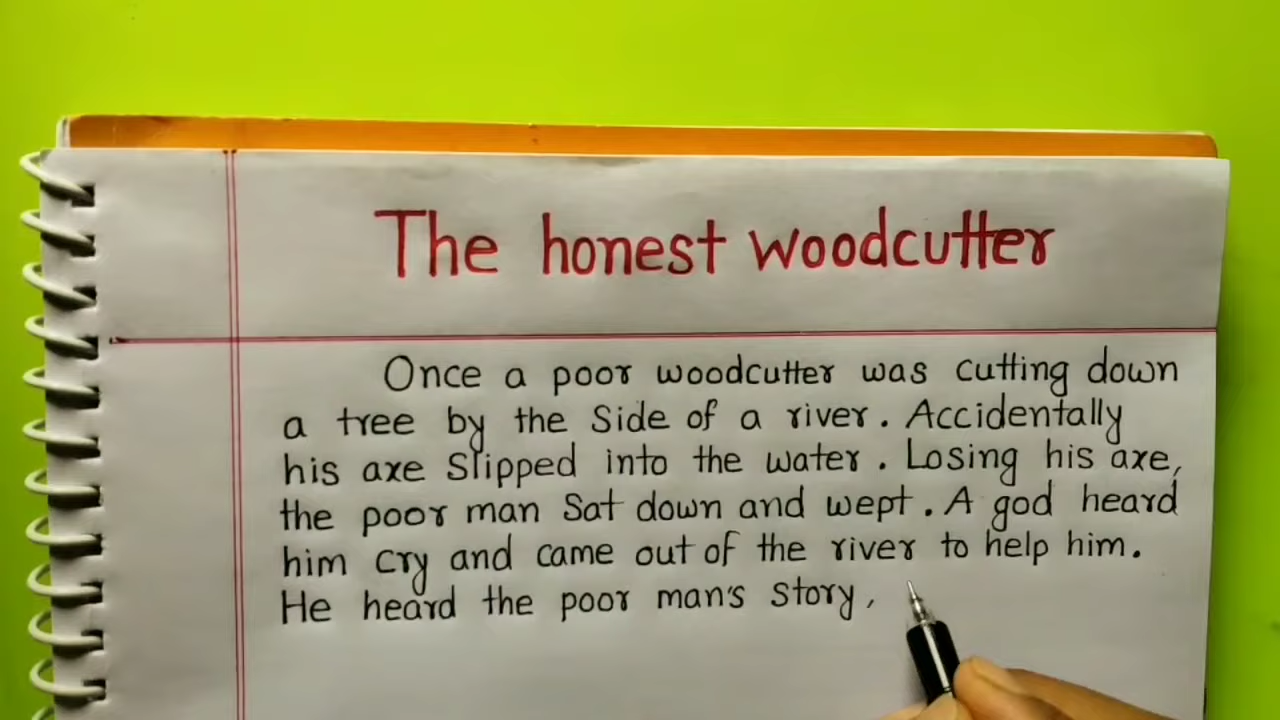 The honest woodcutter
Once a poor woodcutter was cutting down
a tree by the Side of a river. Accidentally
his axe Slipped into the water. Losing his axe,
the poor man Sat down and wept. A god heard
him cry and came out of the river to help him.
He heard the poor man's Story,